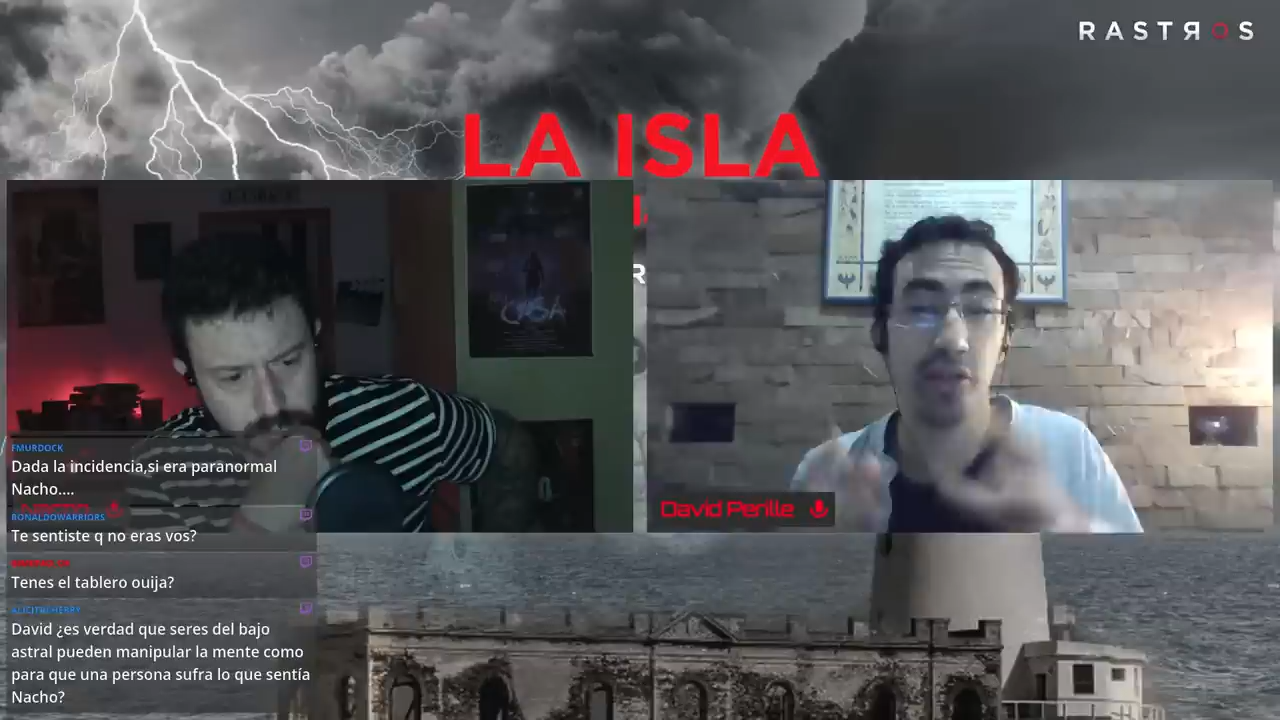 RASTROS
LA ISLA
CASA
David Perille
FMURDOCK
Dada la incidencia,si era paranormal
Nacho....
RONALDOWARRIORS
Te sentiste q no eras vos?
Tenes el tablero ouija?
David ¿es verdad que seres del bajo
astral pueden manipular la mente como
para que una persona sufra lo que sentía
Nacho?